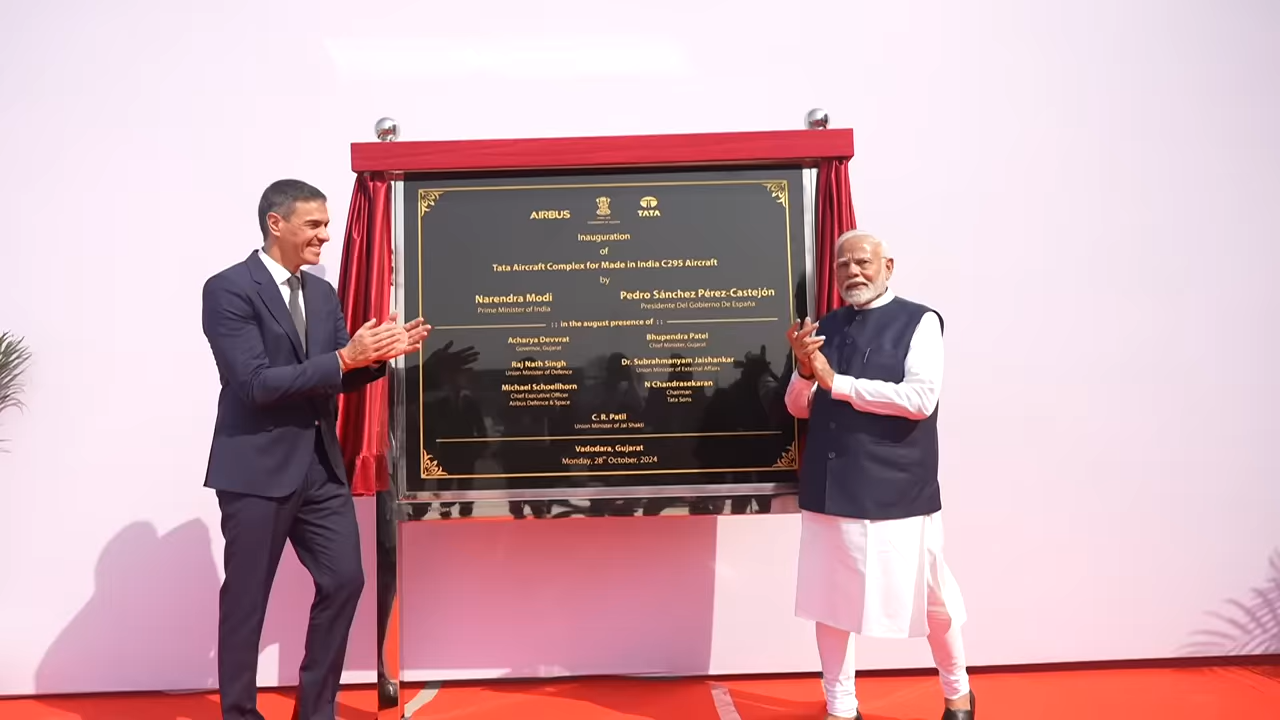 AIRBUS
TATA
Inauguration
of
Tata Aircraft Complex for Made in India C295 Aircraft
by
Narendra Modi
Prime Minister of India
Pedro Sánchez Pérez-Castejón
Presidente Del Gobierno De España
:: in the august presence of ::
Acharya Devvrat
Governor, Gujarat
Bhupendra Patel
Chief Minister, Gujarat
Raj Nath Singh
Union Minister of Defence
Dr. Subrahmanyam Jaishankar
Union Minister of External Affairs
Michael Schoellhorn
Chief Executive Officer
Airbus Defence & Space
N Chandrasekaran
Chairman
Tata Sons
C. R. Patil
Union Minister of Jal Shakti
Vadodara, Gujarat
Monday, 28th October, 2024